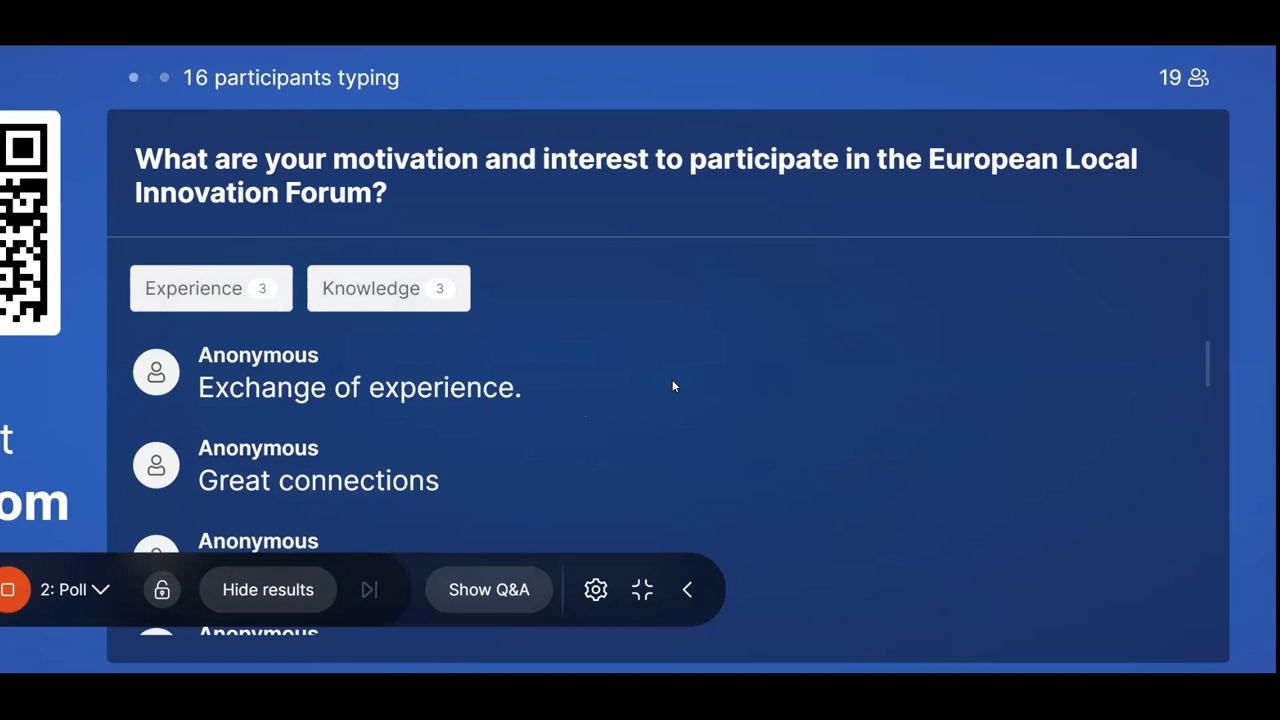 16 participants typing
19
What are your motivation and interest to participate in the European Local
Innovation Forum?
Experience 3
Knowledge 3
Anonymous
Exchange of experience.
Anonymous
Great connections
t
om
Anonymous
2: Poll
Hide results
Show Q&A
Anonymous